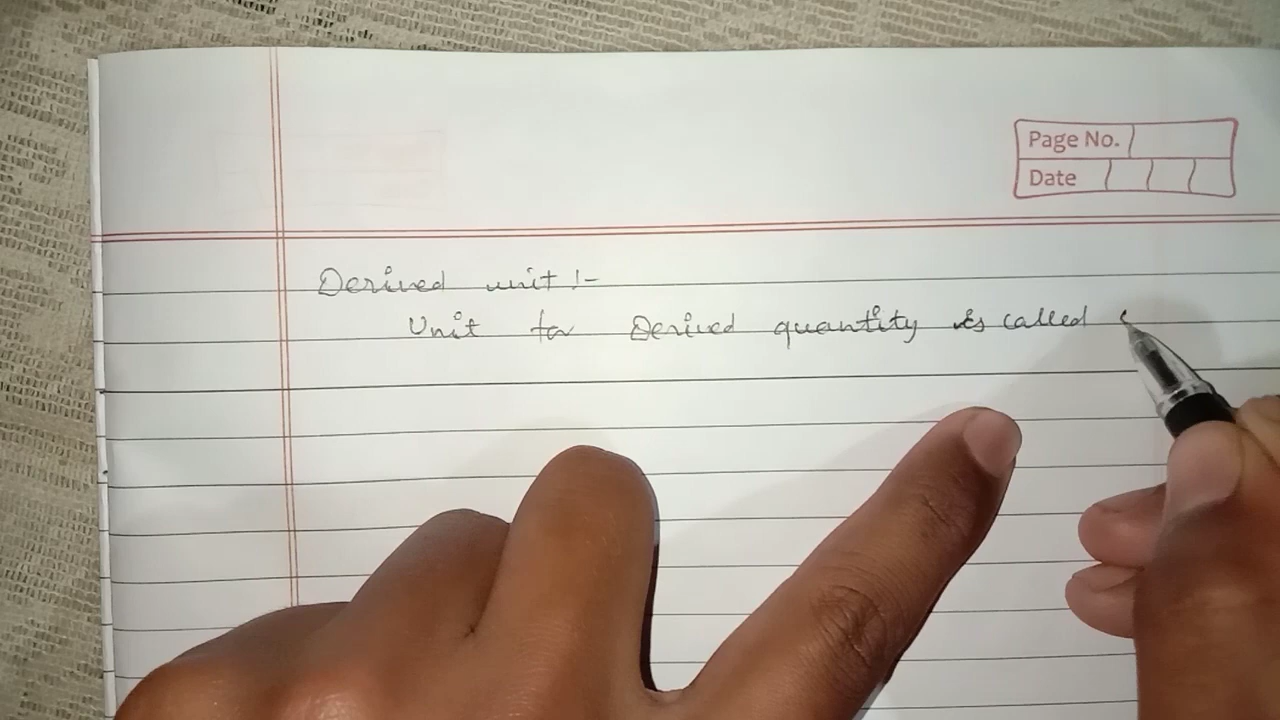 Page No.
Date
Derived unit :-
Unit for Derived quantity is called